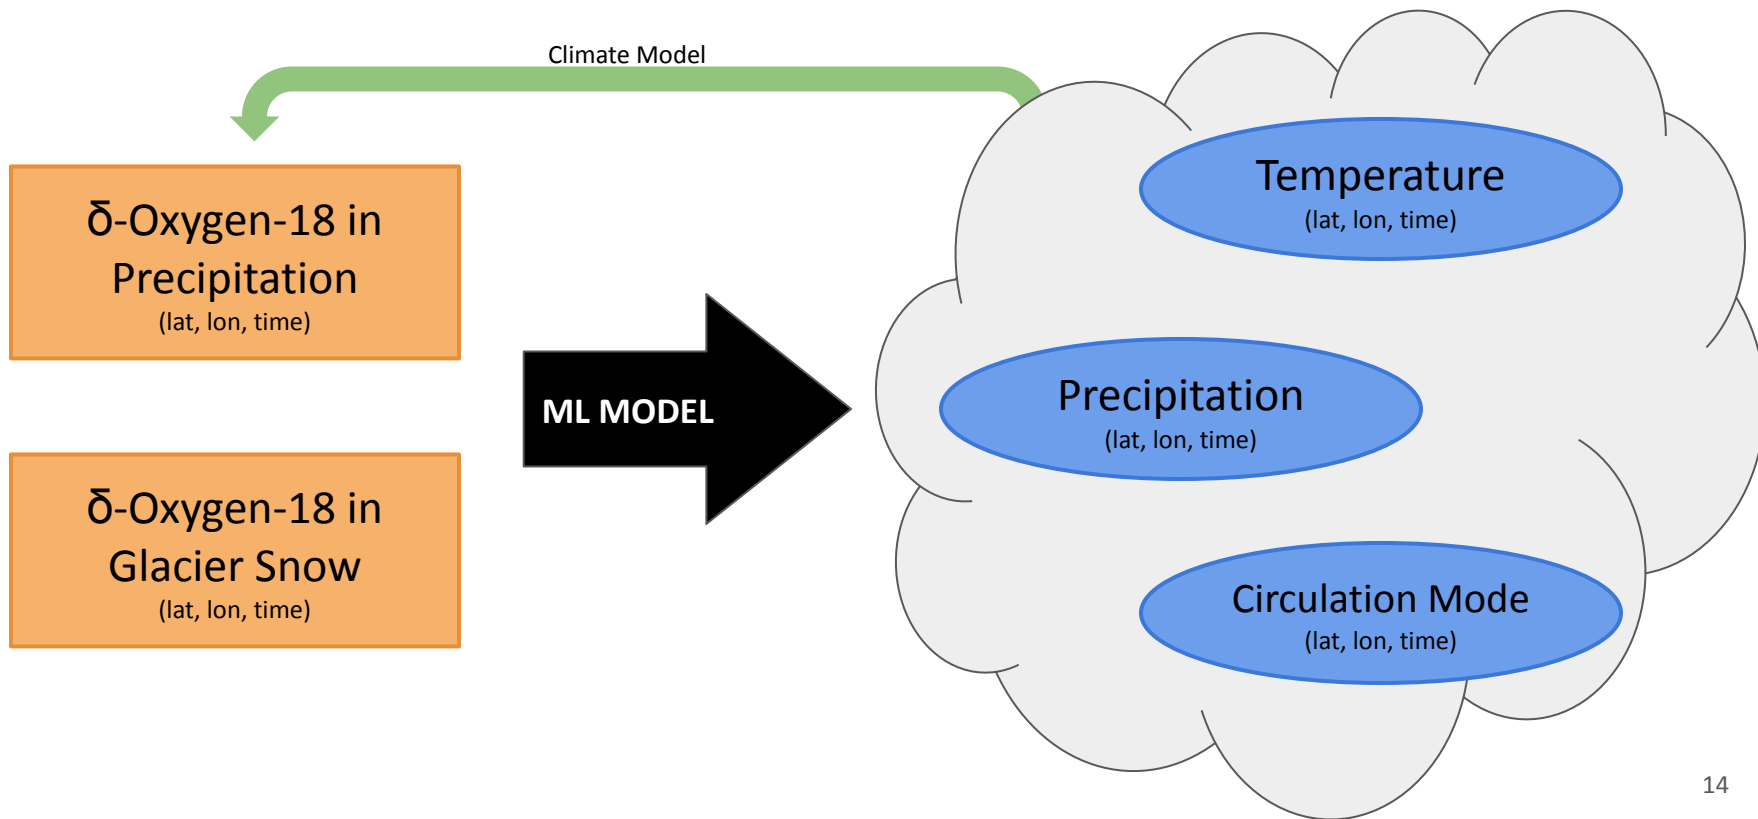 Climate Model
δ-Oxygen-18 in
Precipitation
(lat, lon, time)
δ-Oxygen-18 in
Glacier Snow
(lat, lon, time)
ML MODEL
Temperature
(lat, lon, time)
Precipitation
(lat, lon, time)
Circulation Mode
(lat, lon, time)
14